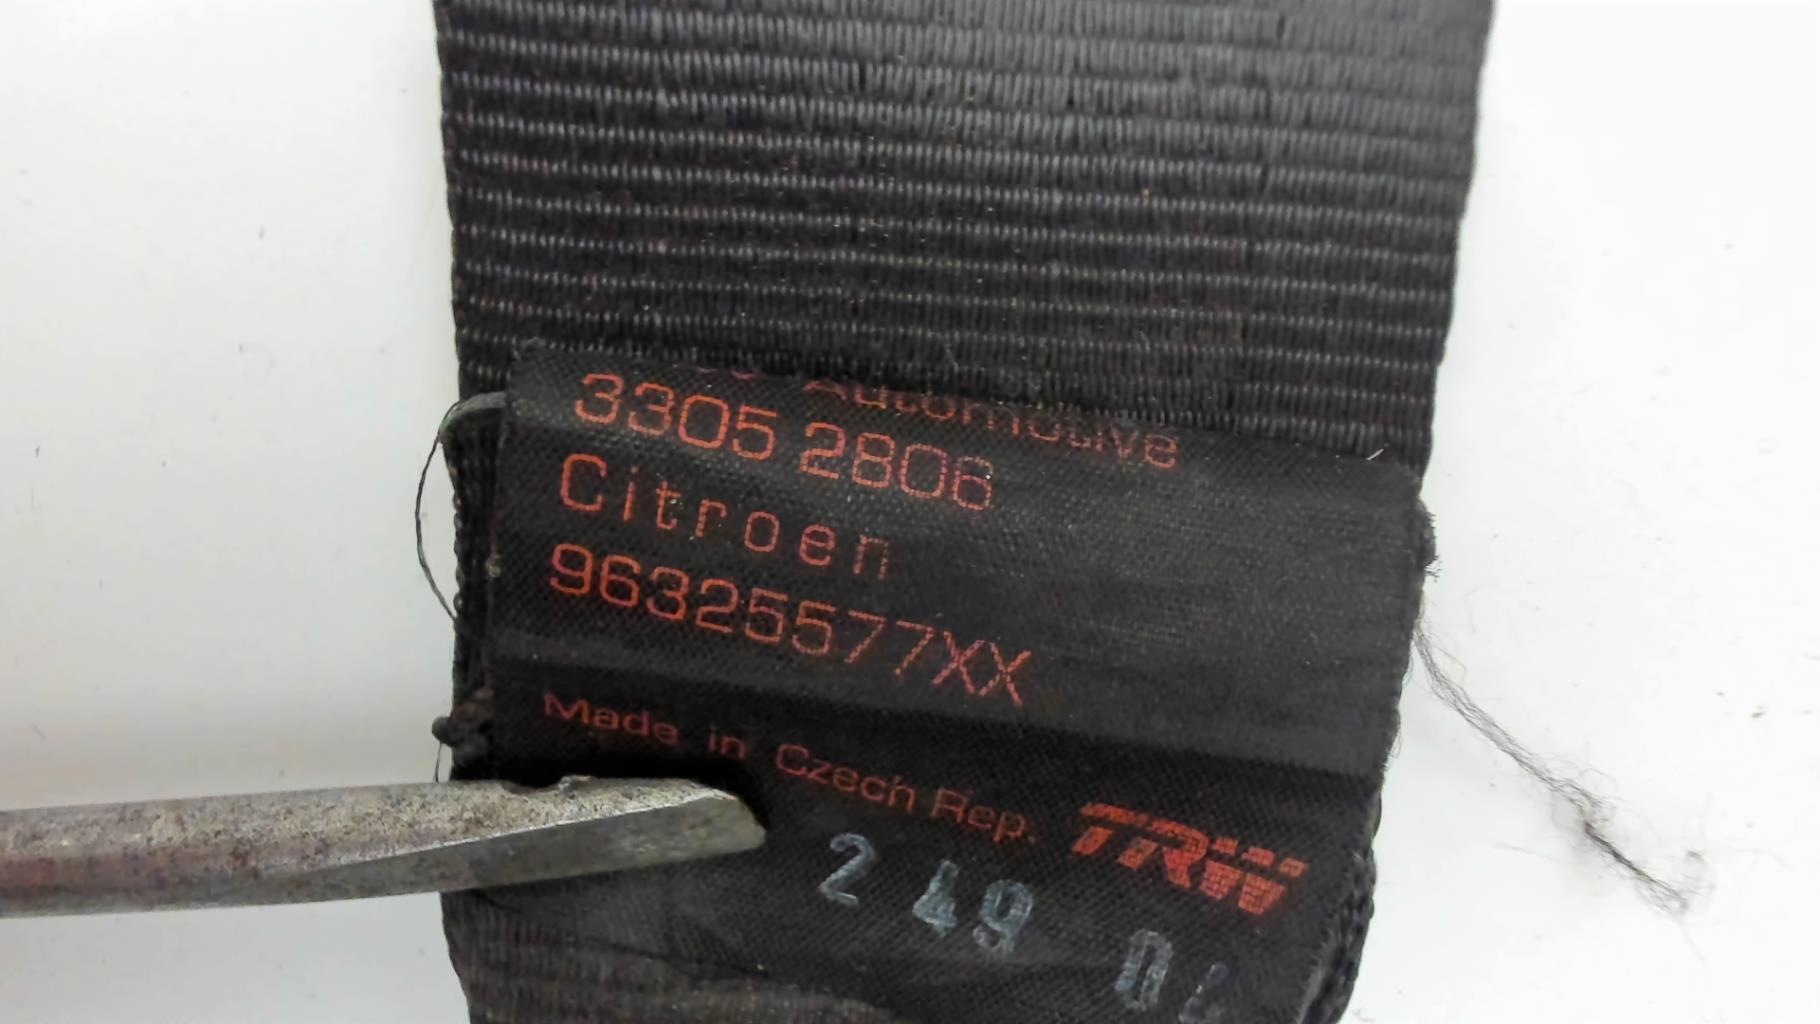 Automotive
3305 2806
Citroen
96325577XX
Made in Czech Rep. TRW
2 49